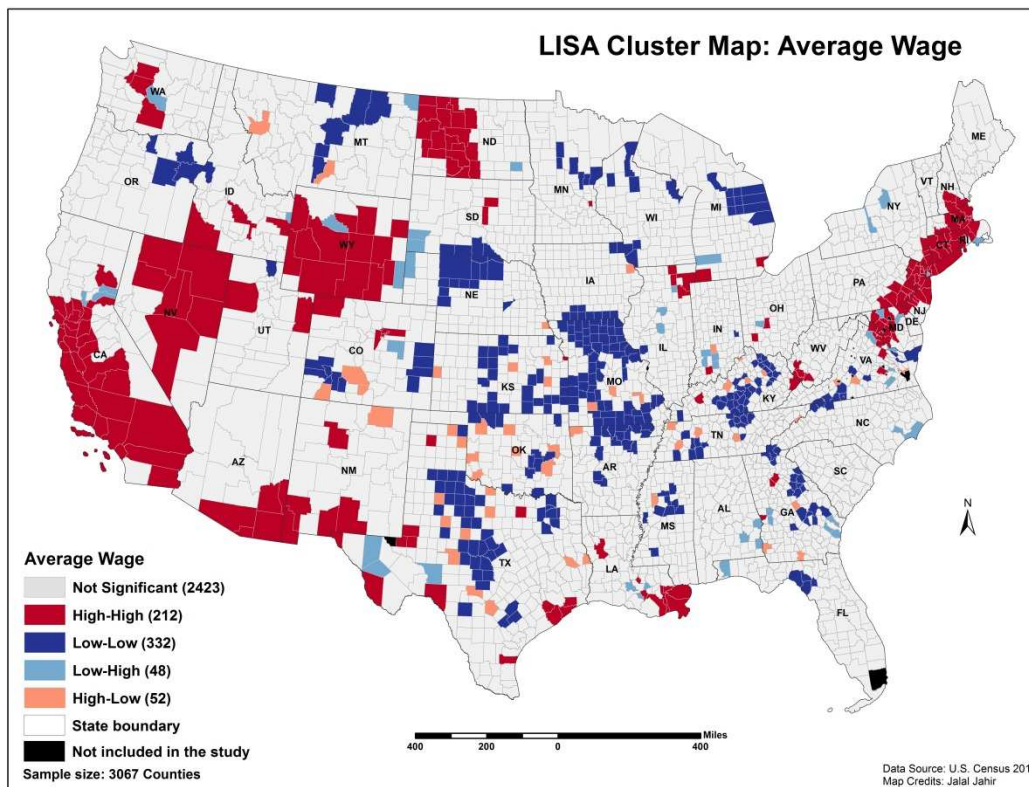 LISA Cluster Map: Average Wage
WA
MT
ND
MN
ME
OR
ID
SD
WI
MI
VT
NH
NY
MA
CT
RI
WY
NE
IA
PA
NJ
NV
UT
CO
IL
IN
OH
MD
DE
WV
VA
CA
KS
MO
KY
AZ
NM
OK
AR
TN
NC
SC
TX
LA
MS
AL
GA
FL
N
Average Wage
Not Significant (2423)
High-High (212)
Low-Low (332)
Low-High (48)
High-Low (52)
State boundary
Not included in the study
Sample size: 3067 Counties
Miles
400 200 0 400
Data Source: U.S. Census 201
Map Credits: Jalal Jahir